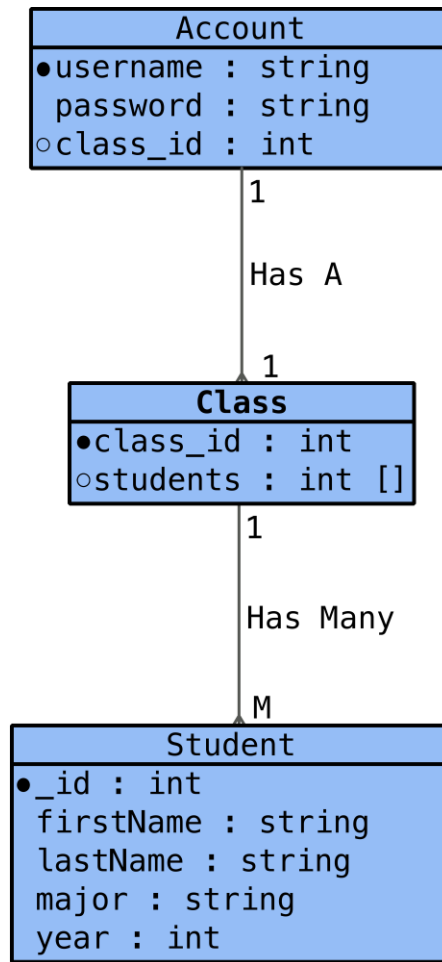 Account
●username : string
password : string
○class_id : int
1
Has A
1
Class
●class_id : int
○students : int []
1
Has Many
M
Student
●_id : int
firstName : string
lastName : string
major : string
year : int